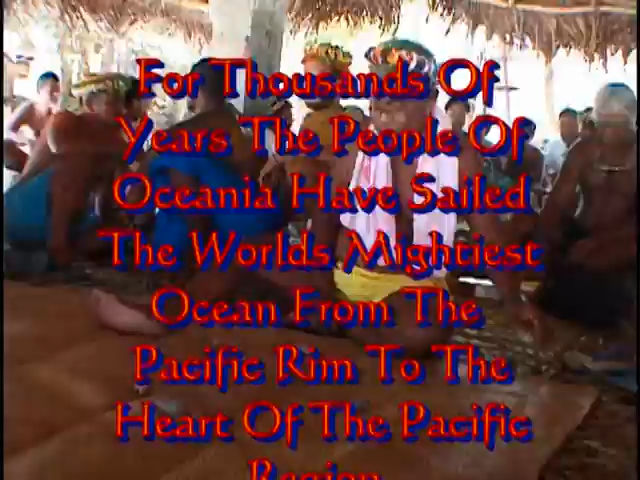 For Thousands Of
Years The People Of
Oceania Have Sailed
The Worlds Mightiest
Ocean From The
Pacific Rim To The
Heart Of The Pacific
Region